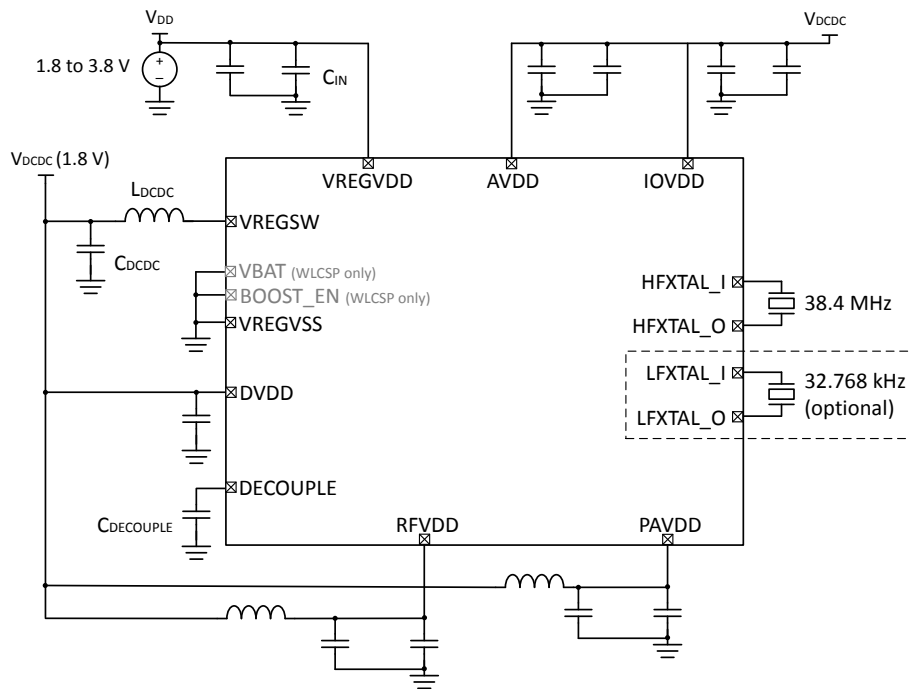 VDD
VDCDC
1.8 to 3.8 V
+
–
CIN
VDCDC (1.8 V)
VREGVDD
AVDD
IOVDD
LDCDC
VREGSW
CDCDC
VBAT (WLCSP only)
BOOST_EN (WLCSP only)
VREGVSS
HFXTAL_I
38.4 MHz
HFXTAL_O
LFXTAL_I
32.768 kHz
(optional)
LFXTAL_O
DVDD
DECOUPLE
CDECOUPLE
RFVDD
PAVDD